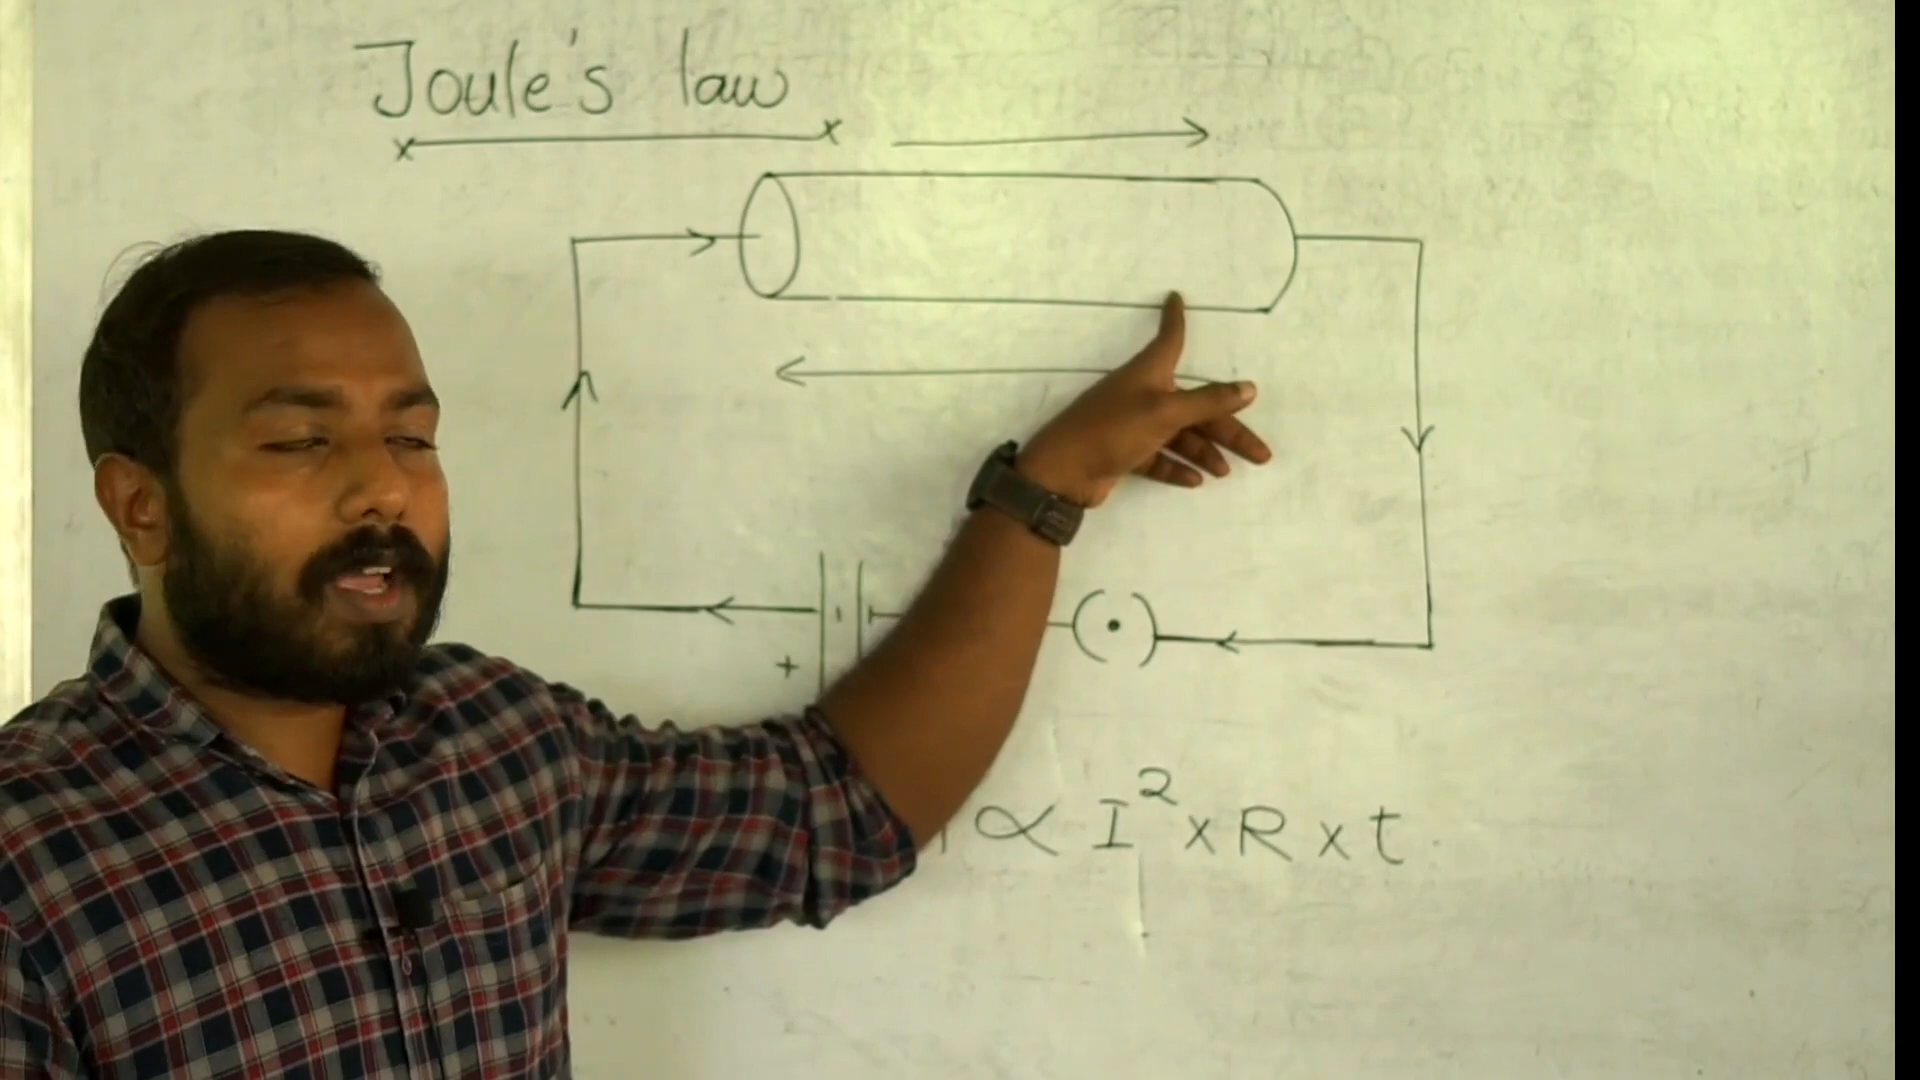 Joule's law
+
∝ I² x R x t